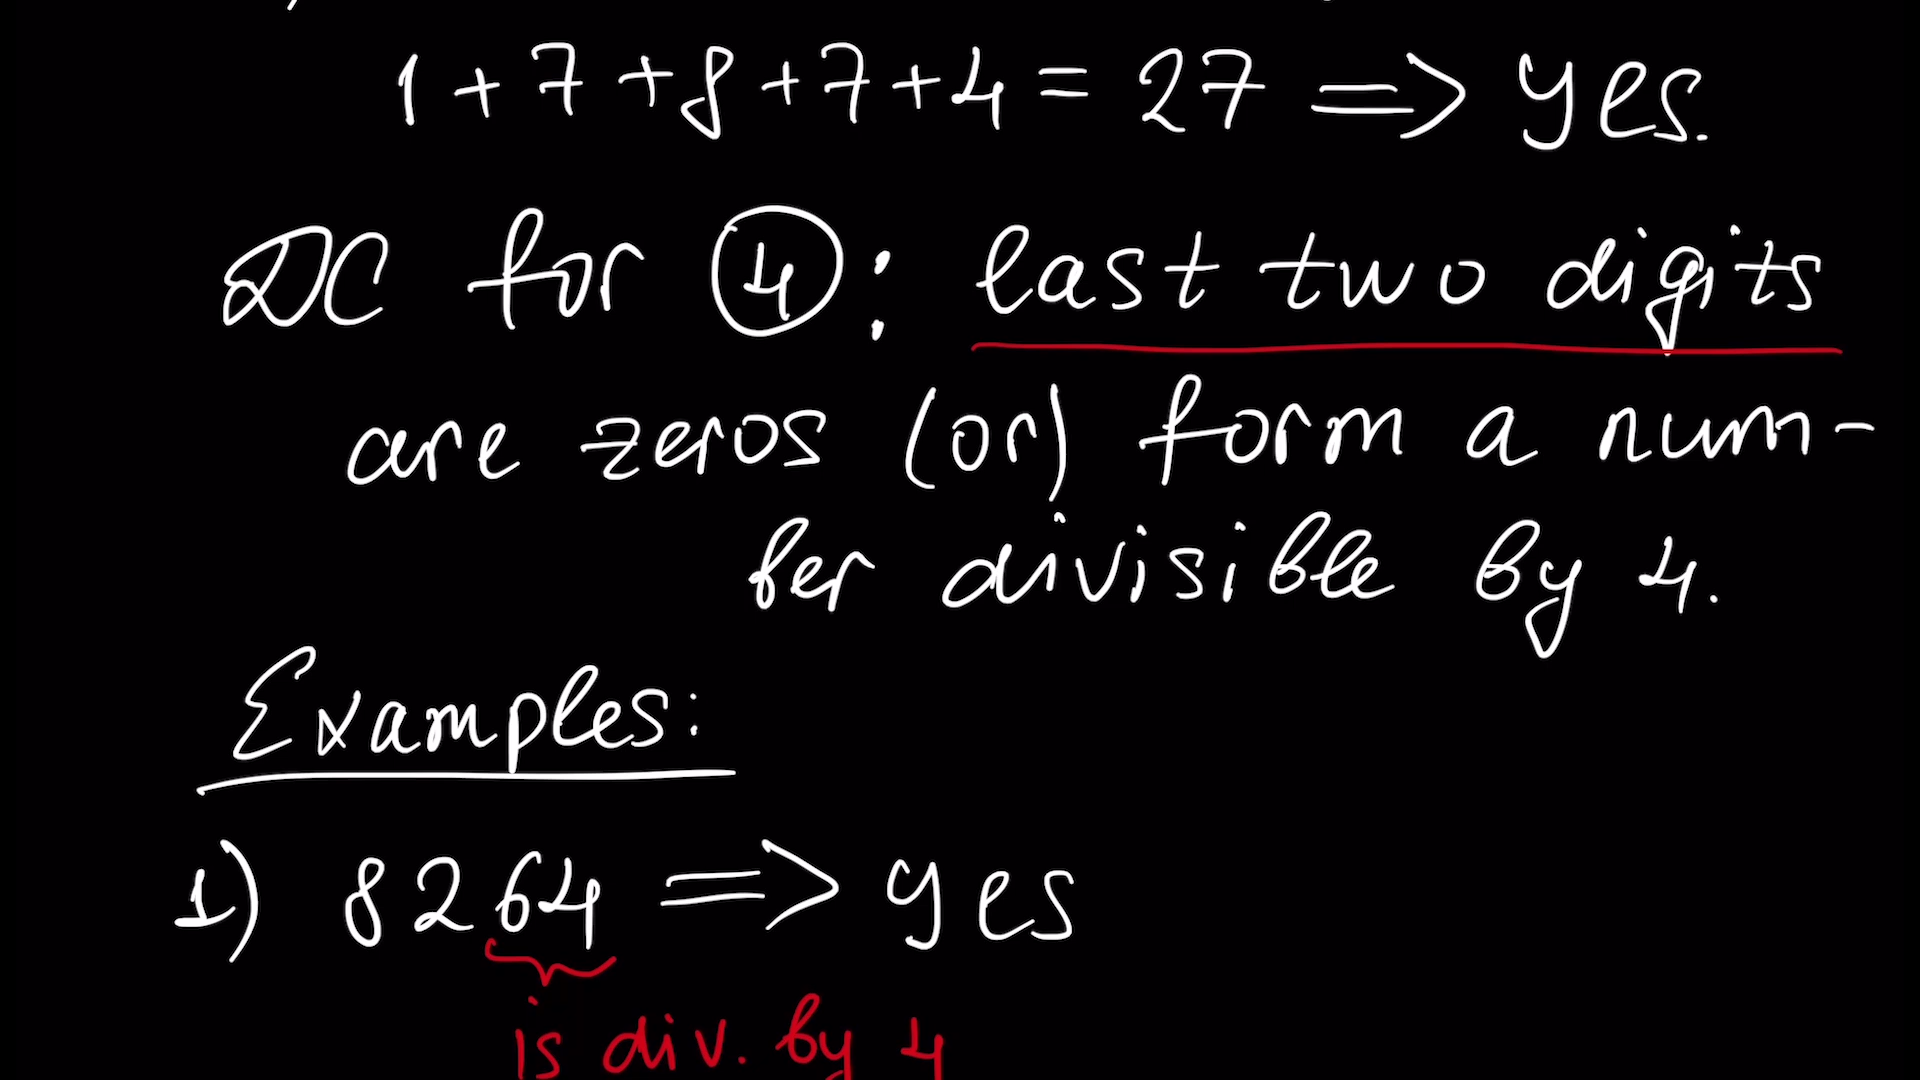 1+7+8+7+4=27 => yes.
DC for 4: last two digits
are zeros (or) form a num-
ber divisible by 4.
Examples:
1) 8264 => yes
is div. by 4